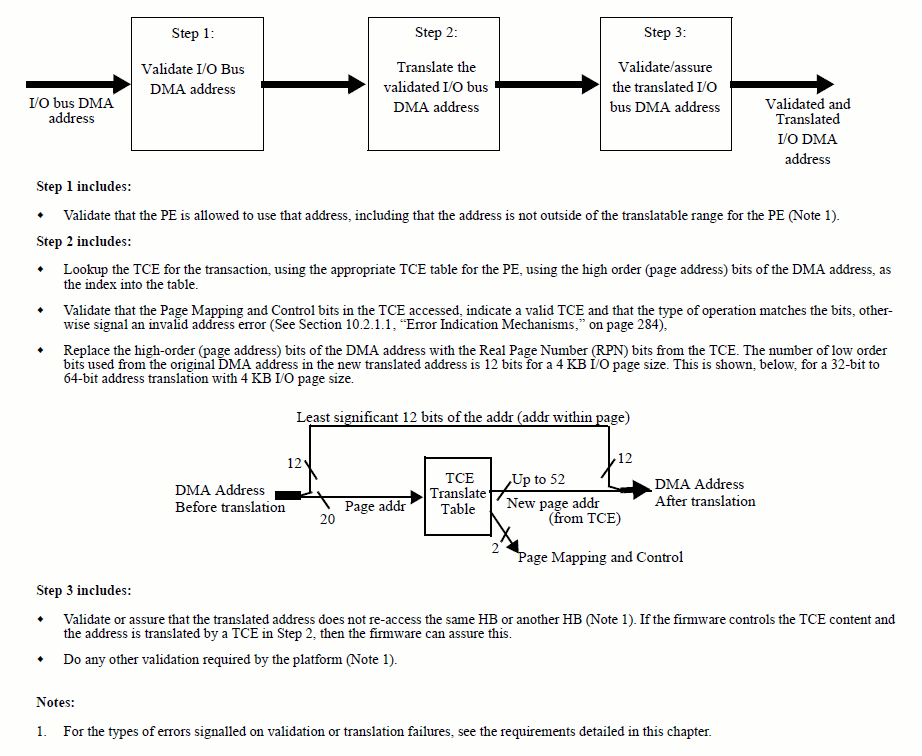 Step 1:
Validate I/O Bus
DMA address
Step 2:
Translate the
validated I/O bus
DMA address
Step 3:
Validate/assure
the translated I/O
bus DMA address
I/O bus DMA
address
Validated and
Translated
I/O DMA
address
Step 1 includes:
◆ Validate that the PE is allowed to use that address, including that the address is not outside of the translatable range for the PE (Note 1).
Step 2 includes:
◆ Lookup the TCE for the transaction, using the appropriate TCE table for the PE, using the high order (page address) bits of the DMA address, as
the index into the table.
◆ Validate that the Page Mapping and Control bits in the TCE accessed, indicate a valid TCE and that the type of operation matches the bits, other-
wise signal an invalid address error (See Section 10.2.1.1, “Error Indication Mechanisms,” on page 284),
◆ Replace the high-order (page address) bits of the DMA address with the Real Page Number (RPN) bits from the TCE. The number of low order
bits used from the original DMA address in the new translated address is 12 bits for a 4 KB I/O page size. This is shown, below, for a 32-bit to
64-bit address translation with 4 KB I/O page size.
Least significant 12 bits of the addr (addr within page)
12
12
DMA Address
Before translation
20
Page addr
TCE
Translate
Table
Up to 52
New page addr
(from TCE)
DMA Address
After translation
2
Page Mapping and Control
Step 3 includes:
◆ Validate or assure that the translated address does not re-access the same HB or another HB (Note 1). If the firmware controls the TCE content and
the address is translated by a TCE in Step 2, then the firmware can assure this.
◆ Do any other validation required by the platform (Note 1).
Notes:
1. For the types of errors signalled on validation or translation failures, see the requirements detailed in this chapter.